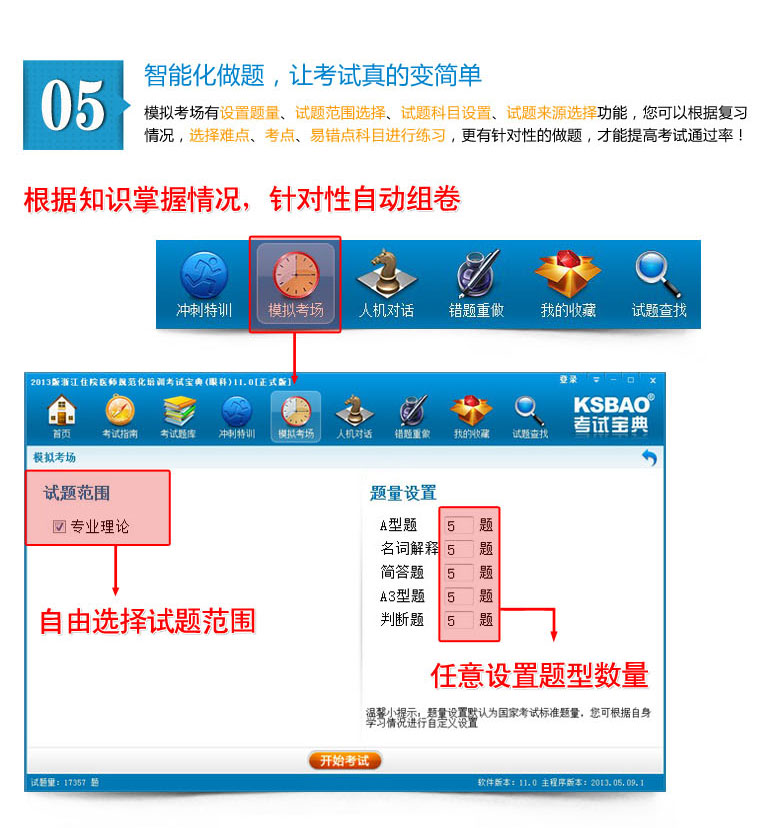 05
智能化做题，让考试真的变简单
模拟考场有设置题量、试题范围选择、试题科目设置、试题来源选择功能，您可以根据复习
情况，选择难点、考点、易错点科目进行练习，更有针对性的做题，才能提高考试通过率！
根据知识掌握情况，针对性自动组卷
冲刺特训 模拟考场 人机对话 错题重做 我的收藏 试题查找
2013版浙江住院医师规范化培训考试宝典(眼科)11.0[正式版] 登录
首页 考试指南 考试题库 冲刺特训 模拟考场 人机对话 错题重做 我的收藏 试题查找
KSBAO®
考试宝典
模拟考场
试题范围
专业理论
自由选择试题范围
题量设置
A型题 5 题
名词解释 5 题
简答题 5 题
A3型题 5 题
判断题 5 题
任意设置题型数量
温馨小提示：题量设置默认为国家考试标准题量，您可根据自身
学习情况进行自定义设置
开始考试
试题量：17357 题 软件版本：11.0 主程序版本：2013.05.09.1